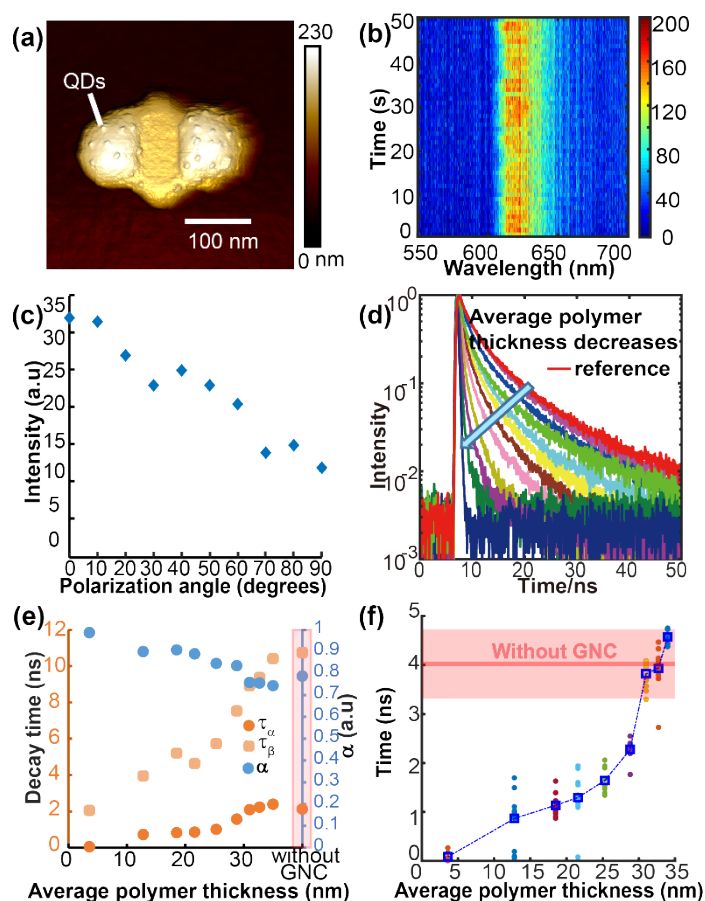 (a)
230
QDs
100 nm
0 nm
(b)
50
40
30
20
10
0
Time (s)
550
600
650
700
Wavelength (nm)
200
160
120
80
40
0
(c)
35
30
25
20
15
10
5
0
Intensity (a.u)
0 10 20 30 40 50 60 70 80 90
Polarization angle (degrees)
(d)
10^0
10^-1
10^-2
10^-3
Intensity
Average polymer
thickness decreases
reference
0 10 20 30 40 50
Time/ns
(e)
12
10
8
6
4
2
0
Decay time (ns)
τα
τβ
α
1
0.9
0.8
0.7
0.6
0.5
0.4
0.3
0.2
0.1
0
α (a.u)
0 10 20 30
without
GNC
Average polymer thickness (nm)
(f)
5
4
3
2
1
0
Time (ns)
Without GNC
5 10 15 20 25 30 35
Average polymer thickness (nm)